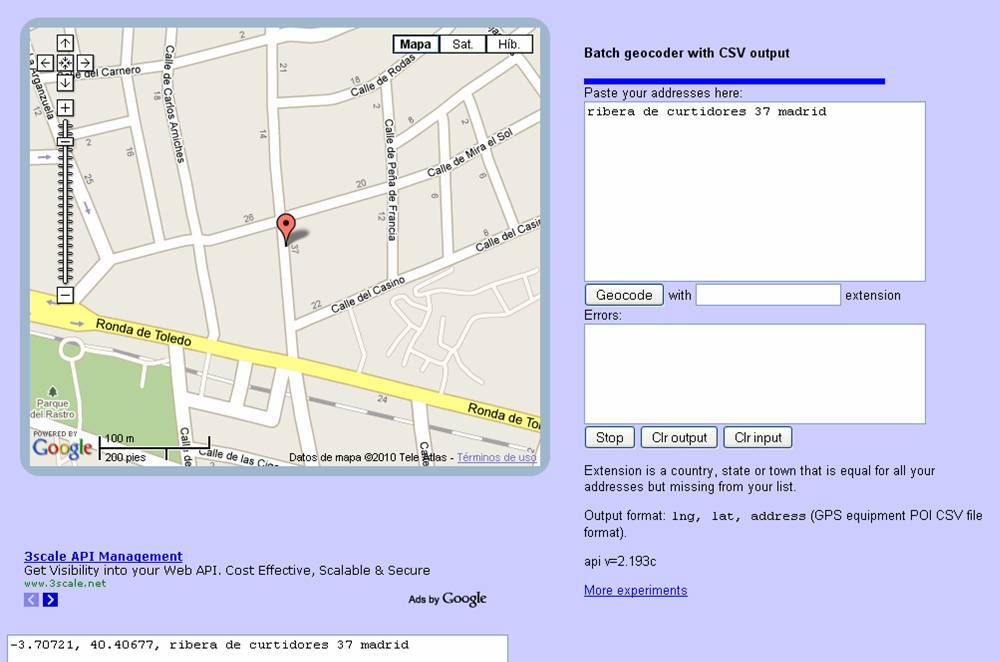 Mapa Sat. Híb.
La Arganzuela
Calle del Carnero
Calle de Carlos Arniches
Calle de Rodas
Calle de Peña de Francia
Calle de Mira el Sol
Calle del Casino
Calle del Casin
Ronda de Toledo
Ronda de To
Parque
del Rastro
2
21
18
2
8
12
2
14
16
25
20
6
6
26
12
8
37
22
24
POWERED BY
Google
100 m
200 pies
Calle de las Cig
Datos de mapa ©2010 Tele Atlas - Términos de uso
Batch geocoder with CSV output
Paste your addresses here:
ribera de curtidores 37 madrid
Geocode with extension
Errors:
Stop Clr output Clr input
Extension is a country, state or town that is equal for all your
addresses but missing from your list.
Output format: lng, lat, address (GPS equipment POI CSV file
format).
api v=2.193c
More experiments
3scale API Management
Get Visibility into your Web API. Cost Effective, Scalable & Secure
www.3scale.net
Ads by Google
-3.70721, 40.40677, ribera de curtidores 37 madrid